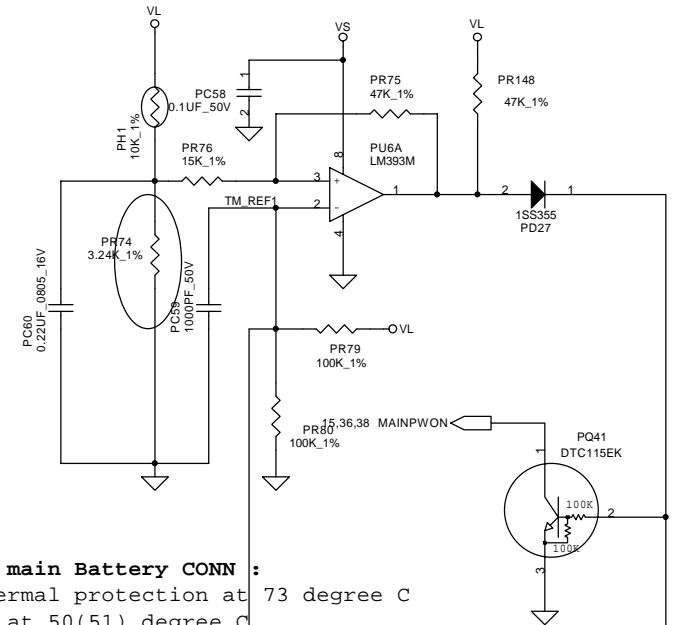 VL
VS
VL
PC58
0.1UF_50V
1
2
PH1
10K_1%
PR75
47K_1%
PR148
47K_1%
PR76
15K_1%
PU6A
LM393M
8
3
+
1
2
-
4
TM_REF1
2
1
1SS355
PD27
PR74
3.24K_1%
PC60
0.22UF_0805_16V
PC59
1000PF_50V
VL
PR79
100K_1%
PR80
100K_1%
15,36,38 MAINPWON
PQ41
DTC115EK
1
100K
2
100K
3
main Battery CONN :
ermal protection at 73 degree C
at 50(51) degree C